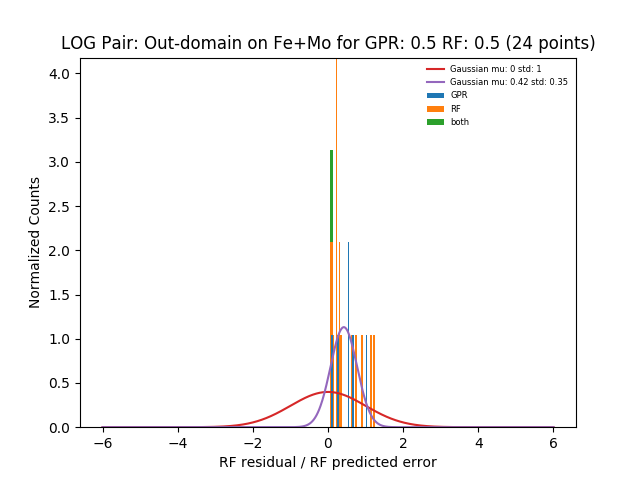 LOG Pair: Out-domain on Fe+Mo for GPR: 0.5 RF: 0.5 (24 points)
Gaussian mu: 0 std: 1
Gaussian mu: 0.42 std: 0.35
GPR
RF
both
Normalized Counts
4.0
3.5
3.0
2.5
2.0
1.5
1.0
0.5
0.0
−6 −4 −2 0 2 4 6
RF residual / RF predicted error